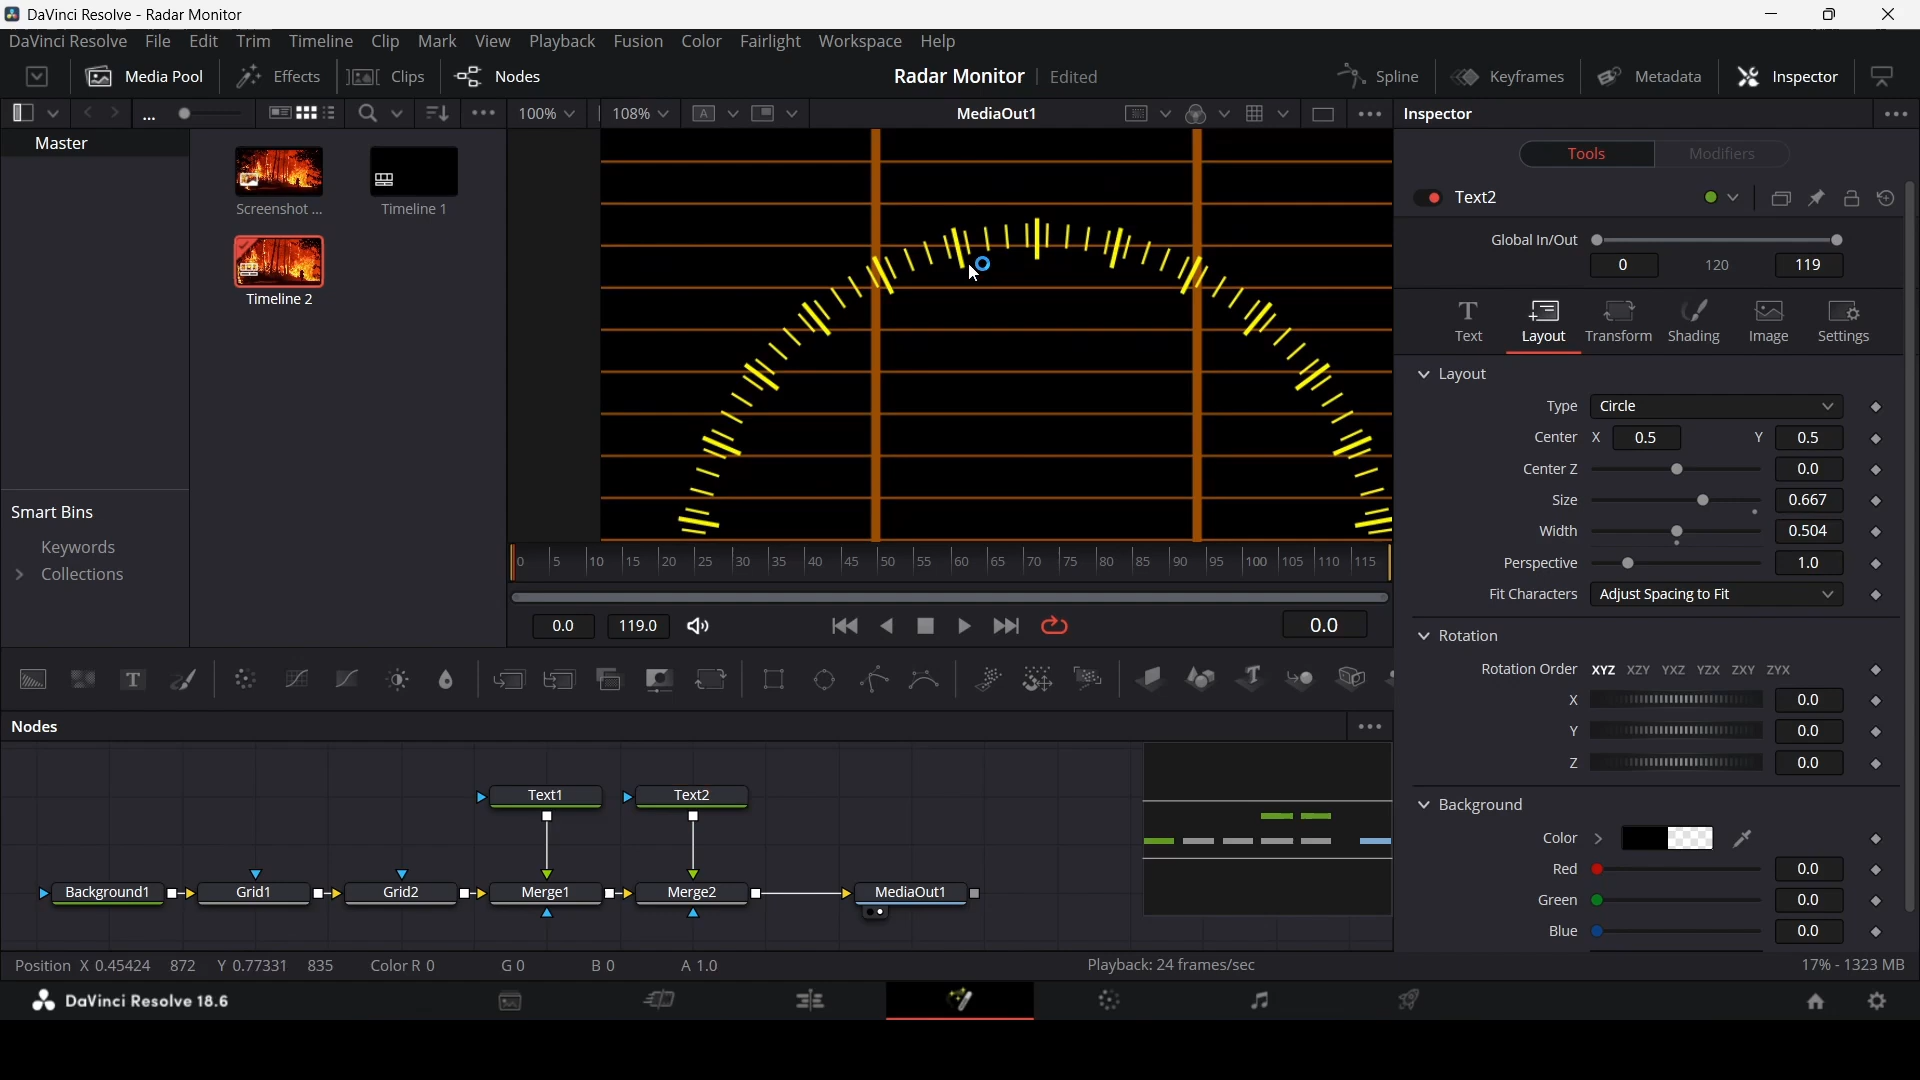 DaVinci Resolve - Radar Monitor
DaVinci Resolve File Edit Trim Timeline Clip Mark View Playback Fusion Color Fairlight Workspace Help
Media Pool Effects Clips Nodes Radar Monitor Edited Spline Keyframes Metadata Inspector
... 100% 108% A MediaOut1 Inspector
Master
Tools Modifiers
Screenshot ... Timeline 1
Text2
Global In/Out
0 120 119
Timeline 2
Text Layout Transform Shading Image Settings
Layout
Type Circle
Center X 0.5 Y 0.5
Center Z 0.0
Size 0.667
Smart Bins
Width 0.504
Keywords
Collections
Perspective 1.0
0 5 10 15 20 25 30 35 40 45 50 55 60 65 70 75 80 85 90 95 100 105 110 115
Fit Characters Adjust Spacing to Fit
0.0 119.0 0.0
Rotation
Rotation Order XYZ XZY YXZ YZX ZXY ZYX
X 0.0
Nodes
Y 0.0
Z 0.0
Text1 Text2
Background
Color
Red 0.0
Background1 Grid1 Grid2 Merge1 Merge2 MediaOut1
Green 0.0
Blue 0.0
Position X 0.45424 872 Y 0.77331 835 Color R 0 G 0 B 0 A 1.0 Playback: 24 frames/sec 17% - 1323 MB
DaVinci Resolve 18.6